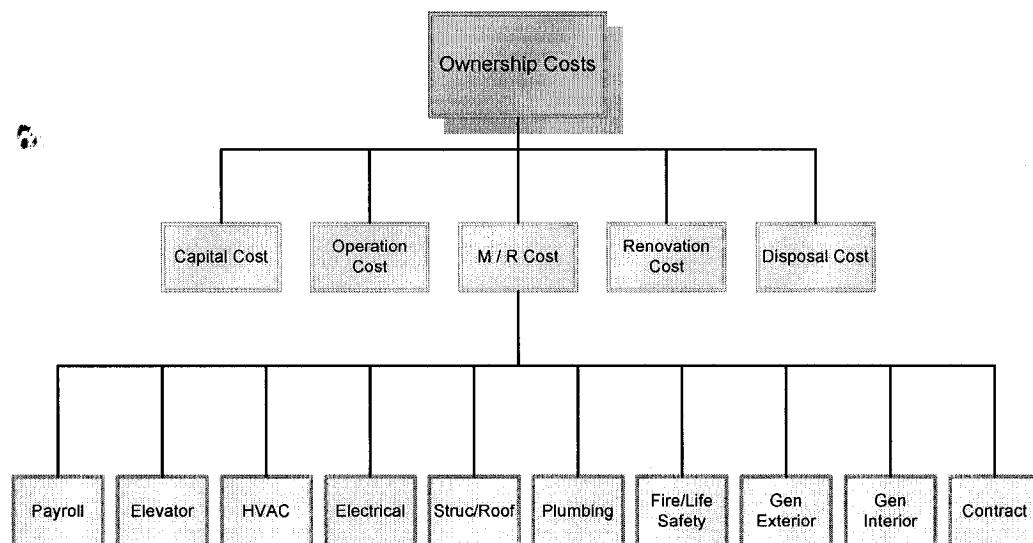 Ownership Costs
Capital Cost
Operation
Cost
M / R Cost
Renovation
Cost
Disposal Cost
Payroll
Elevator
HVAC
Electrical
Struc/Roof
Plumbing
Fire/Life
Safety
Gen
Exterior
Gen
Interior
Contract